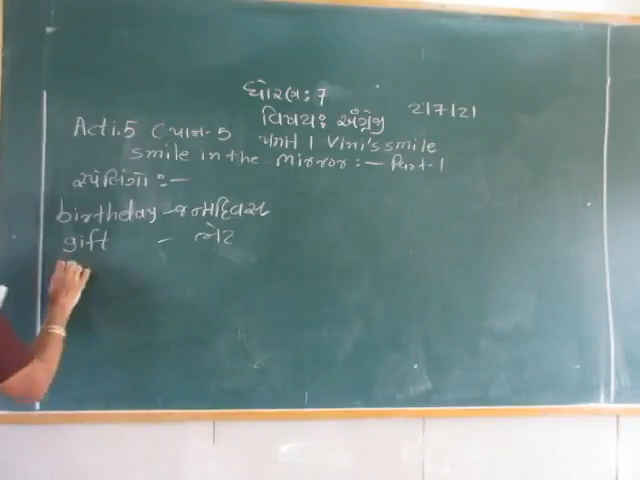 ધોરણ : 7
વિષય : અંગ્રેજી 2/7/21
Acti.5 પાન-5 Unit 1 Vini's smile
smile in the mirror :- Part-1
સ્પેલિંગો :-
birthday - જન્મદિવસ
gift - ભેટ